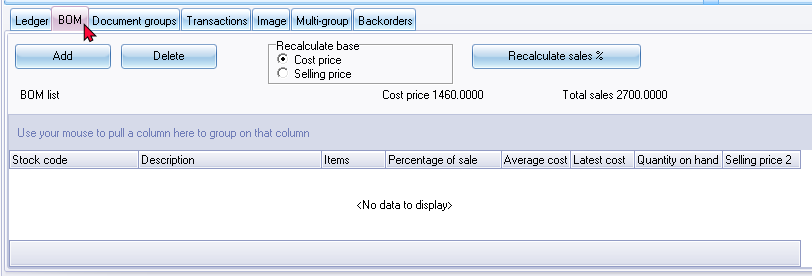 Ledger BOM Document groups Transactions Image Multi-group Backorders
Add Delete Recalculate base Recalculate sales %
Cost price
Selling price
BOM list Cost price 1460.0000 Total sales 2700.0000
Use your mouse to pull a column here to group on that column
Stock code Description Items Percentage of sale Average cost Latest cost Quantity on hand Selling price 2
<No data to display>